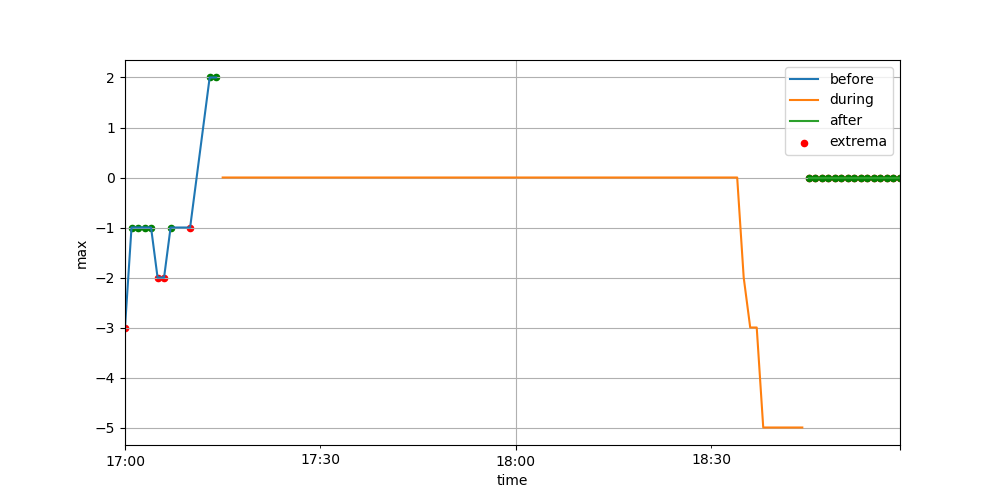 before
during
after
extrema
2
1
0
−1
−2
−3
−4
−5
max
17:00
17:30
18:00
18:30
time